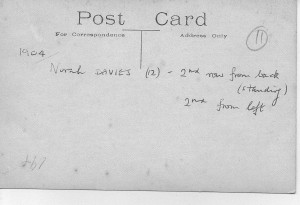 Post Card
For Correspondence Address Only
11
1904
Norah DAVIES (12) - 2nd row from back
(standing)
2nd from left